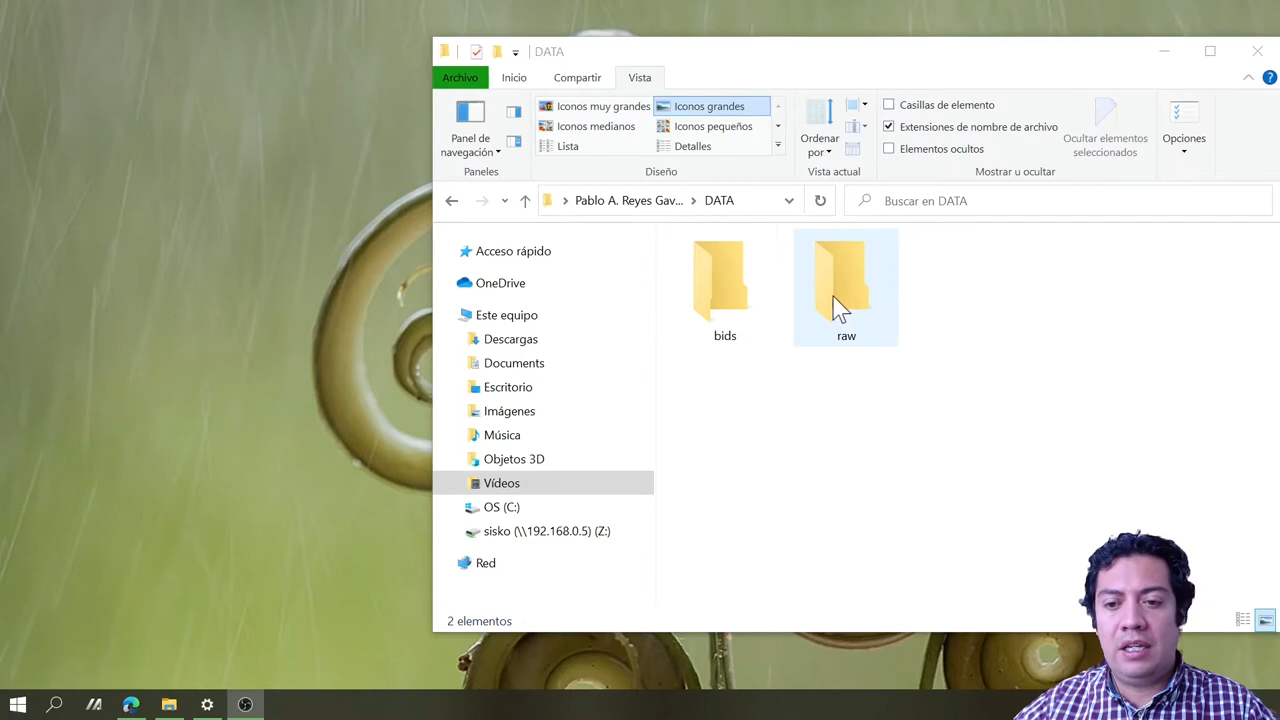 DATA
Archivo
Inicio
Compartir
Vista
Panel de
navegación
Iconos muy grandes
Iconos grandes
Iconos medianos
Iconos pequeños
Lista
Detalles
Ordenar
por
Casillas de elemento
Extensiones de nombre de archivo
Elementos ocultos
Ocultar elementos
seleccionados
Opciones
Paneles
Diseño
Vista actual
Mostrar u ocultar
Pablo A. Reyes Gav...
DATA
Buscar en DATA
Acceso rápido
OneDrive
Este equipo
Descargas
Documents
Escritorio
Imágenes
Música
Objetos 3D
Vídeos
OS (C:)
sisko (\\192.168.0.5) (Z:)
Red
bids
raw
2 elementos